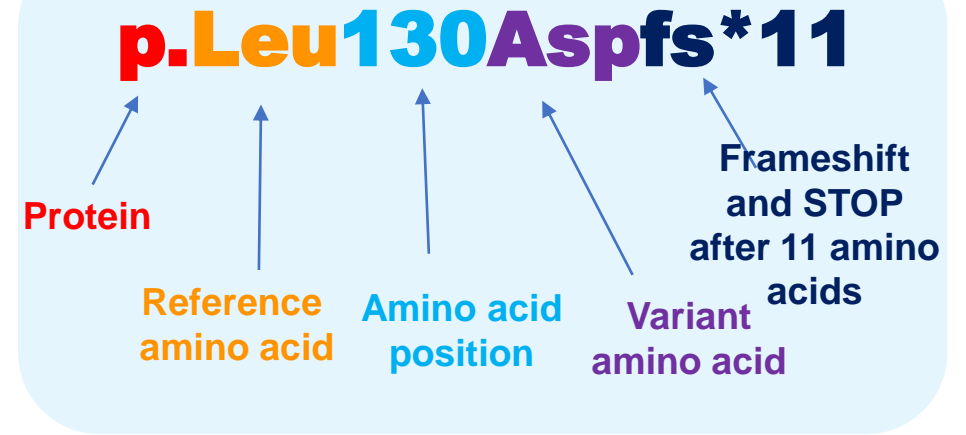 p.Leu130Aspfs*11
Protein
Reference
amino acid
Amino acid
position
Variant
amino acid
Frameshift
and STOP
after 11 amino
acids